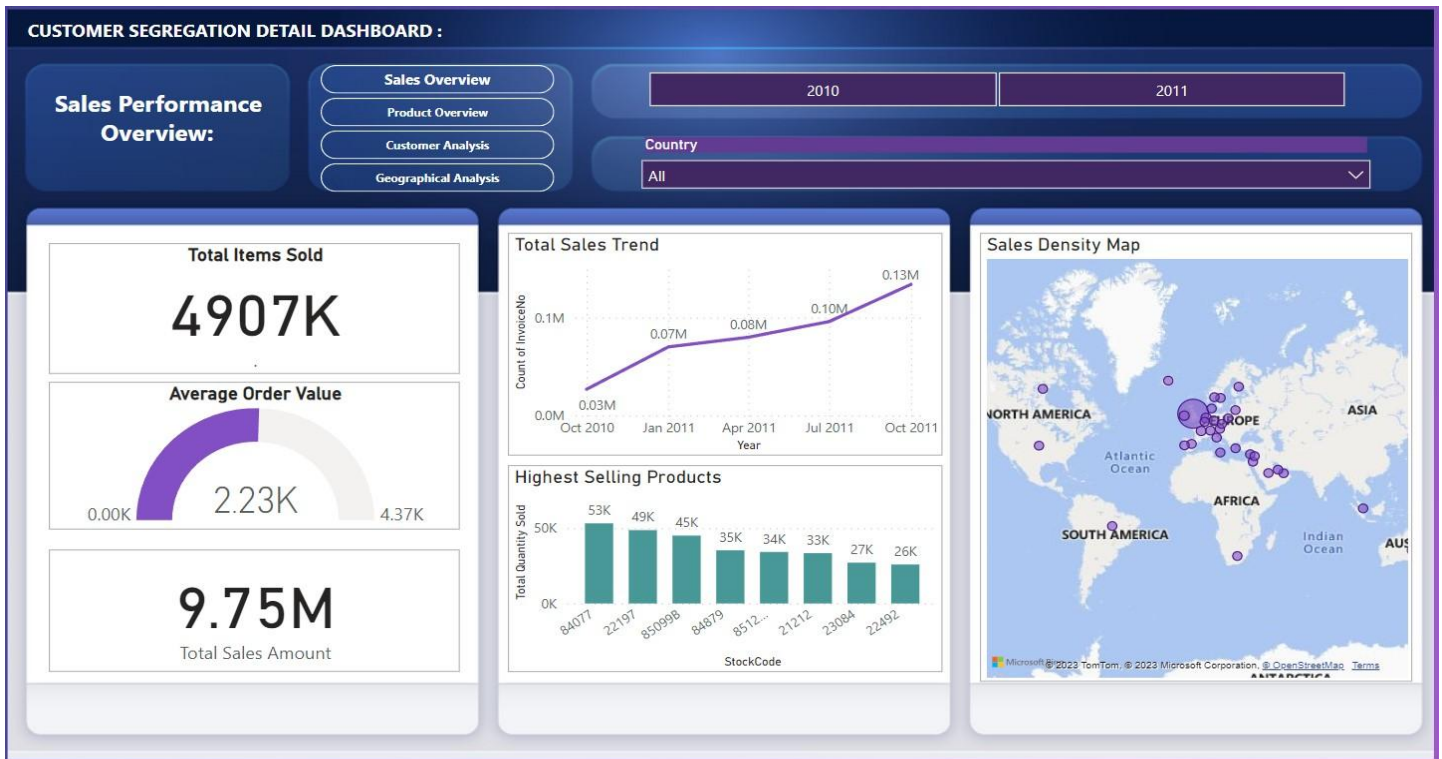 CUSTOMER SEGREGATION DETAIL DASHBOARD :
Sales Performance
Overview:
Sales Overview
Product Overview
Customer Analysis
Geographical Analysis
2010
2011
Country
All
Total Items Sold
4907K
.
Average Order Value
2.23K
0.00K
4.37K
9.75M
Total Sales Amount
Total Sales Trend
Count of InvoiceNo
0.1M
0.0M
0.03M
0.07M
0.08M
0.10M
0.13M
Oct 2010
Jan 2011
Apr 2011
Jul 2011
Oct 2011
Year
Highest Selling Products
Total Quantity Sold
50K
0K
53K
49K
45K
35K
34K
33K
27K
26K
84077
22197
85099B
84879
8512...
21212
23084
22492
StockCode
Sales Density Map
NORTH AMERICA
EUROPE
ASIA
Atlantic
Ocean
AFRICA
SOUTH AMERICA
Indian
Ocean
AUS
Microsoft
© 2023 TomTom, © 2023 Microsoft Corporation, © OpenStreetMap Terms
ANTARCTICA